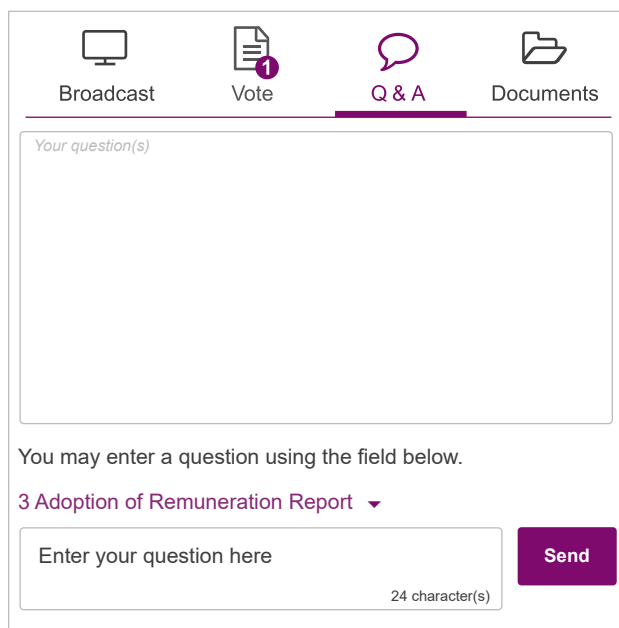 Broadcast
1
Vote
Q & A
Documents
Your question(s)
You may enter a question using the field below.
3 Adoption of Remuneration Report
Enter your question here
Send
24 character(s)